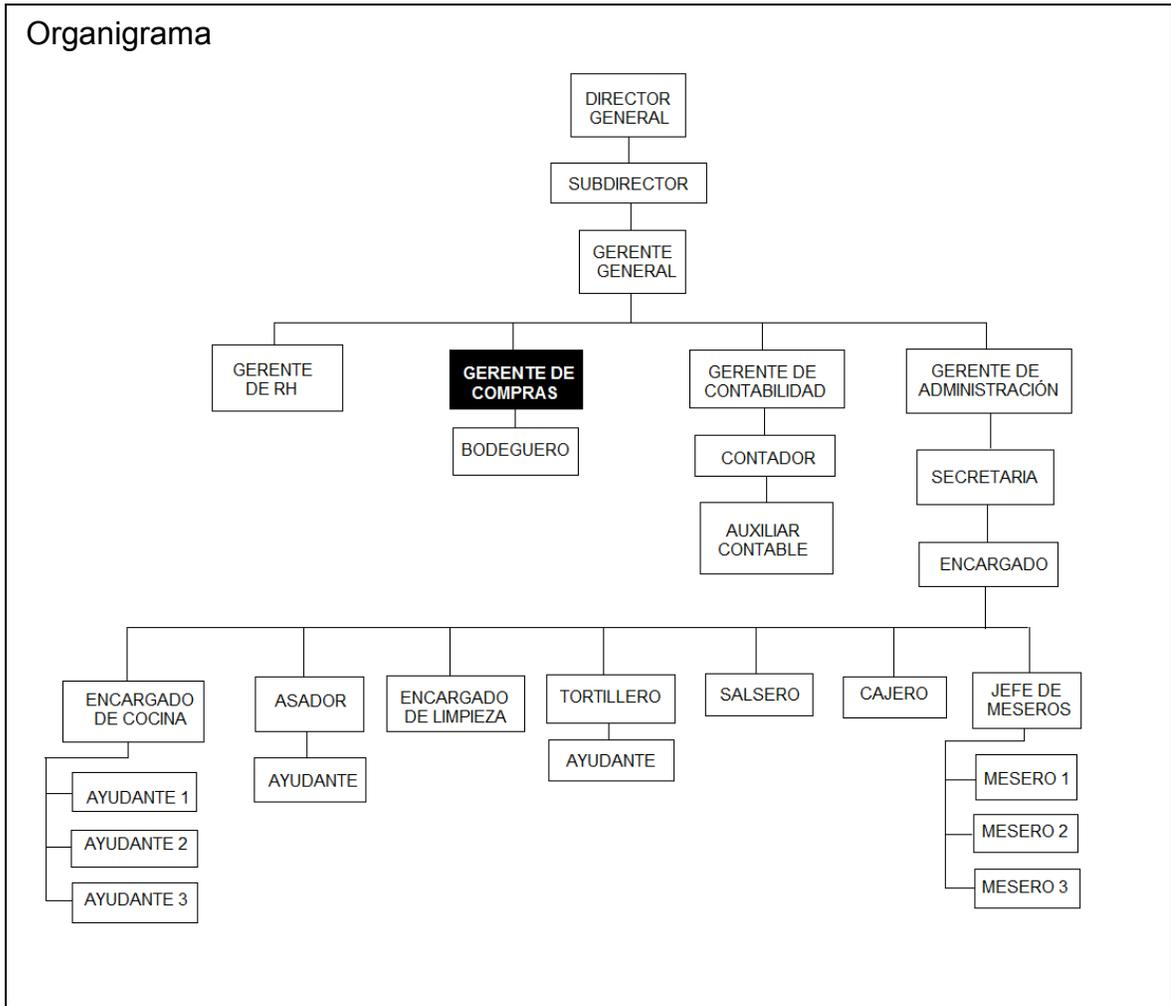 Organigrama
DIRECTOR
GENERAL
SUBDIRECTOR
GERENTE
GENERAL
GERENTE
DE RH
GERENTE DE
COMPRAS
GERENTE DE
CONTABILIDAD
GERENTE DE
ADMINISTRACIÓN
BODEGUERO
CONTADOR
SECRETARIA
AUXILIAR
CONTABLE
ENCARGADO
ENCARGADO
DE COCINA
ASADOR
ENCARGADO
DE LIMPIEZA
TORTILLERO
SALSERO
CAJERO
JEFE DE
MESEROS
AYUDANTE 1
AYUDANTE 2
AYUDANTE 3
AYUDANTE
AYUDANTE
MESERO 1
MESERO 2
MESERO 3